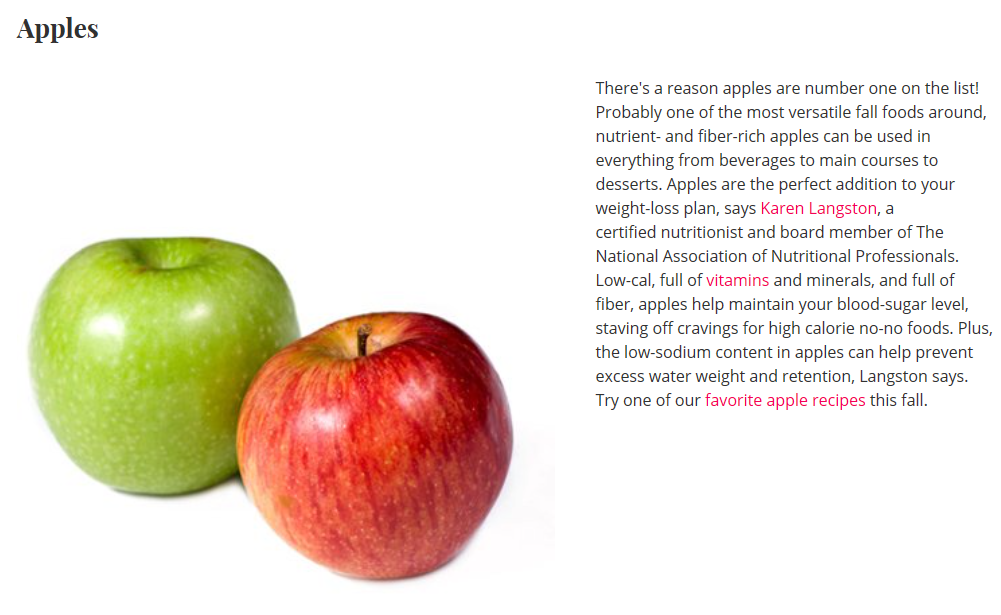 Apples
There's a reason apples are number one on the list!
Probably one of the most versatile fall foods around,
nutrient- and fiber-rich apples can be used in
everything from beverages to main courses to
desserts. Apples are the perfect addition to your
weight-loss plan, says Karen Langston, a
certified nutritionist and board member of The
National Association of Nutritional Professionals.
Low-cal, full of vitamins and minerals, and full of
fiber, apples help maintain your blood-sugar level,
staving off cravings for high calorie no-no foods. Plus,
the low-sodium content in apples can help prevent
excess water weight and retention, Langston says.
Try one of our favorite apple recipes this fall.